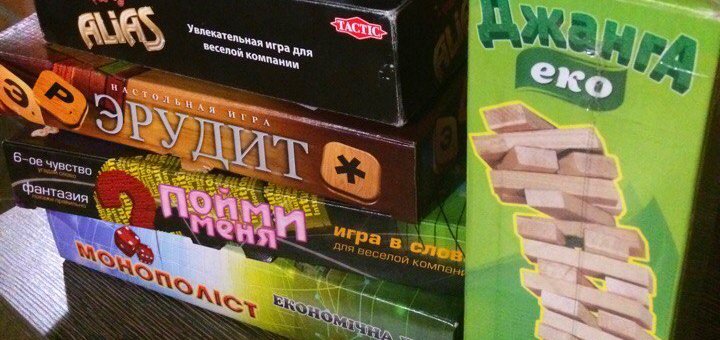 ALIAS
Увлекательная игра для
веселой компании
TACTIC
Э Р
НАСТОЛЬНАЯ ИГРА
ЭРУДИТ
*
6-ое чувство
фантазия
?
ПОЙМИ
МЕНЯ
игра в слова
для веселой компании
МОНОПОЛІСТ
ЕКОНОМІЧНА
Джанга
еко